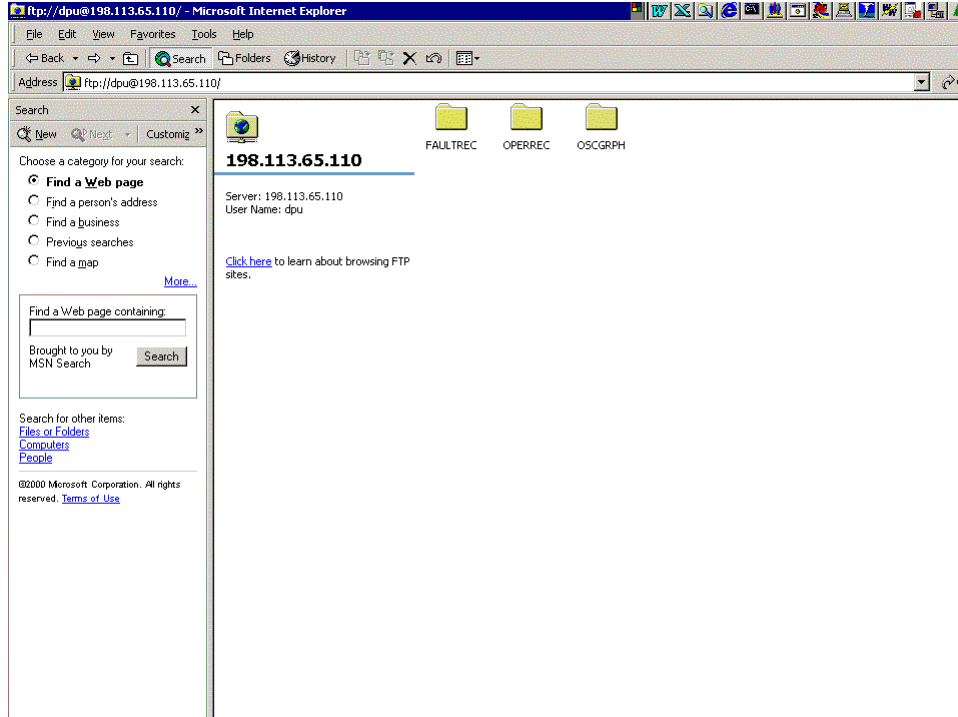 ftp://dpu@198.113.65.110/ - Microsoft Internet Explorer
File Edit View Favorites Tools Help
Back Search Folders History
Address ftp://dpu@198.113.65.110/
Search
New Next Customiz
Choose a category for your search:
Find a Web page
Find a person's address
Find a business
Previous searches
Find a map
More...
Find a Web page containing:
Brought to you by
MSN Search
Search
Search for other items:
Files or Folders
Computers
People
©2000 Microsoft Corporation. All rights
reserved. Terms of Use
198.113.65.110
Server: 198.113.65.110
User Name: dpu
Click here to learn about browsing FTP
sites.
FAULTREC OPERREC OSCGRPH